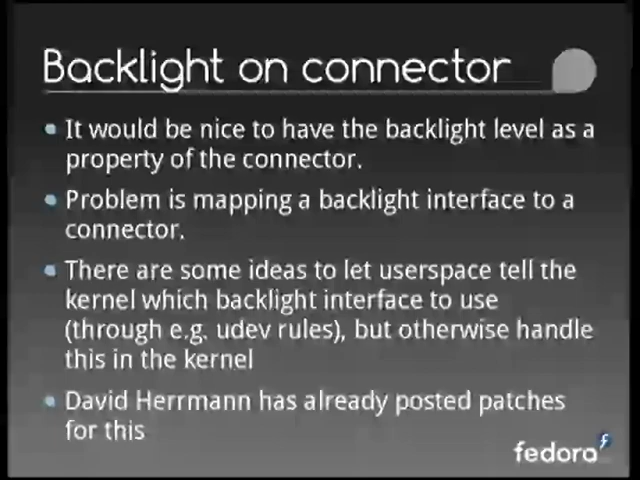 Backlight on connector
It would be nice to have the backlight level as a
property of the connector.
Problem is mapping a backlight interface to a
connector.
There are some ideas to let userspace tell the
kernel which backlight interface to use
(through e.g. udev rules), but otherwise handle
this in the kernel
David Herrmann has already posted patches
for this
fedora